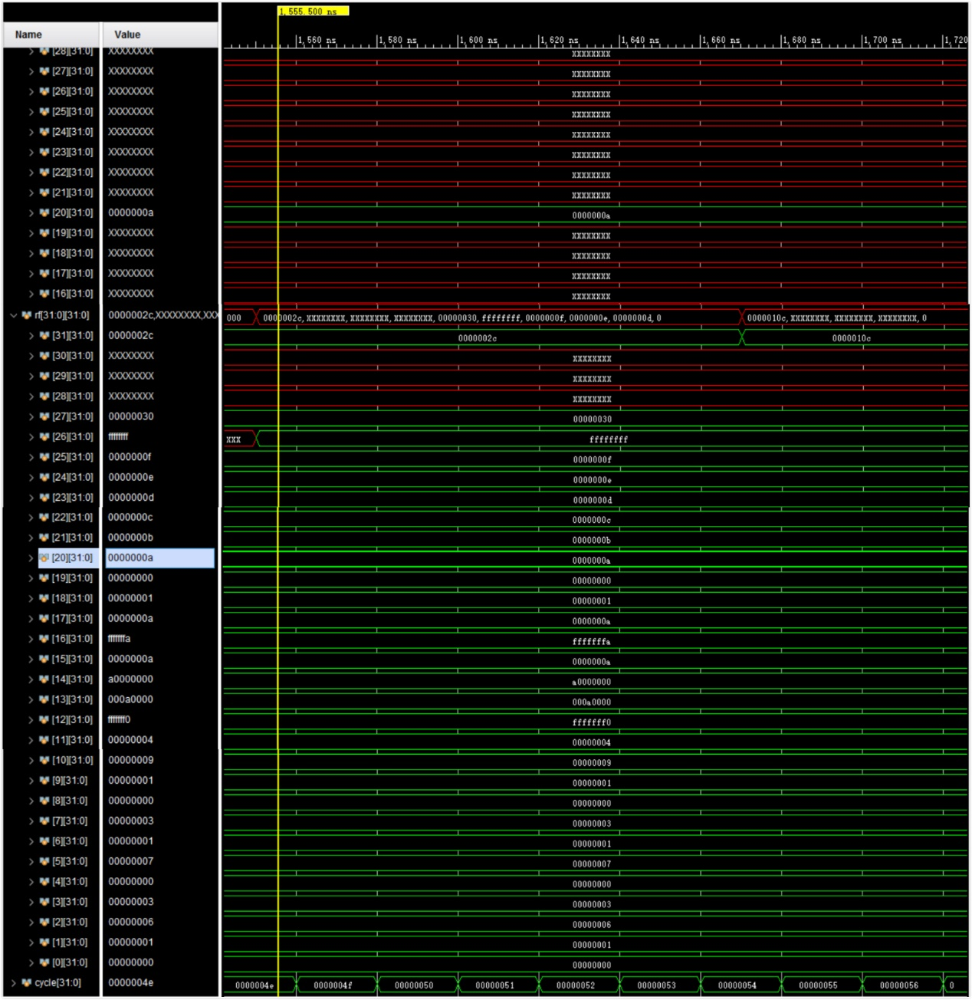 1,555.500 ns
Name Value 1,560 ns 1,580 ns 1,600 ns 1,620 ns 1,640 ns 1,660 ns 1,680 ns 1,700 ns 1,720
[28][31:0] XXXXXXXX XXXXXXXX
[27][31:0] XXXXXXXX XXXXXXXX
[26][31:0] XXXXXXXX XXXXXXXX
[25][31:0] XXXXXXXX XXXXXXXX
[24][31:0] XXXXXXXX XXXXXXXX
[23][31:0] XXXXXXXX XXXXXXXX
[22][31:0] XXXXXXXX XXXXXXXX
[21][31:0] XXXXXXXX XXXXXXXX
[20][31:0] 0000000a 0000000a
[19][31:0] XXXXXXXX XXXXXXXX
[18][31:0] XXXXXXXX XXXXXXXX
[17][31:0] XXXXXXXX XXXXXXXX
[16][31:0] XXXXXXXX XXXXXXXX
rf[31:0][31:0] 0000002c,XXXXXXXX,XXX 000 0000002c, XXXXXXXX, XXXXXXXX, XXXXXXXX, 00000030, ffffffff, 0000000f, 0000000e, 0000000d, 0 0000010c, XXXXXXXX, XXXXXXXX, XXXXXXXX, 0
[31][31:0] 0000002c 0000002c 0000010c
[30][31:0] XXXXXXXX XXXXXXXX
[29][31:0] XXXXXXXX XXXXXXXX
[28][31:0] XXXXXXXX XXXXXXXX
[27][31:0] 00000030 00000030
[26][31:0] ffffffff XXX ffffffff
[25][31:0] 0000000f 0000000f
[24][31:0] 0000000e 0000000e
[23][31:0] 0000000d 0000000d
[22][31:0] 0000000c 0000000c
[21][31:0] 0000000b 0000000b
[20][31:0] 0000000a 0000000a
[19][31:0] 00000000 00000000
[18][31:0] 00000001 00000001
[17][31:0] 0000000a 0000000a
[16][31:0] fffffffa fffffffa
[15][31:0] 0000000a 0000000a
[14][31:0] a0000000 a0000000
[13][31:0] 000a0000 000a0000
[12][31:0] fffffff0 fffffff0
[11][31:0] 00000004 00000004
[10][31:0] 00000009 00000009
[9][31:0] 00000001 00000001
[8][31:0] 00000000 00000000
[7][31:0] 00000003 00000003
[6][31:0] 00000001 00000001
[5][31:0] 00000007 00000007
[4][31:0] 00000000 00000000
[3][31:0] 00000003 00000003
[2][31:0] 00000006 00000006
[1][31:0] 00000001 00000001
[0][31:0] 00000000 00000000
cycle[31:0] 0000004e 0000004e 0000004f 00000050 00000051 00000052 00000053 00000054 00000055 00000056 0